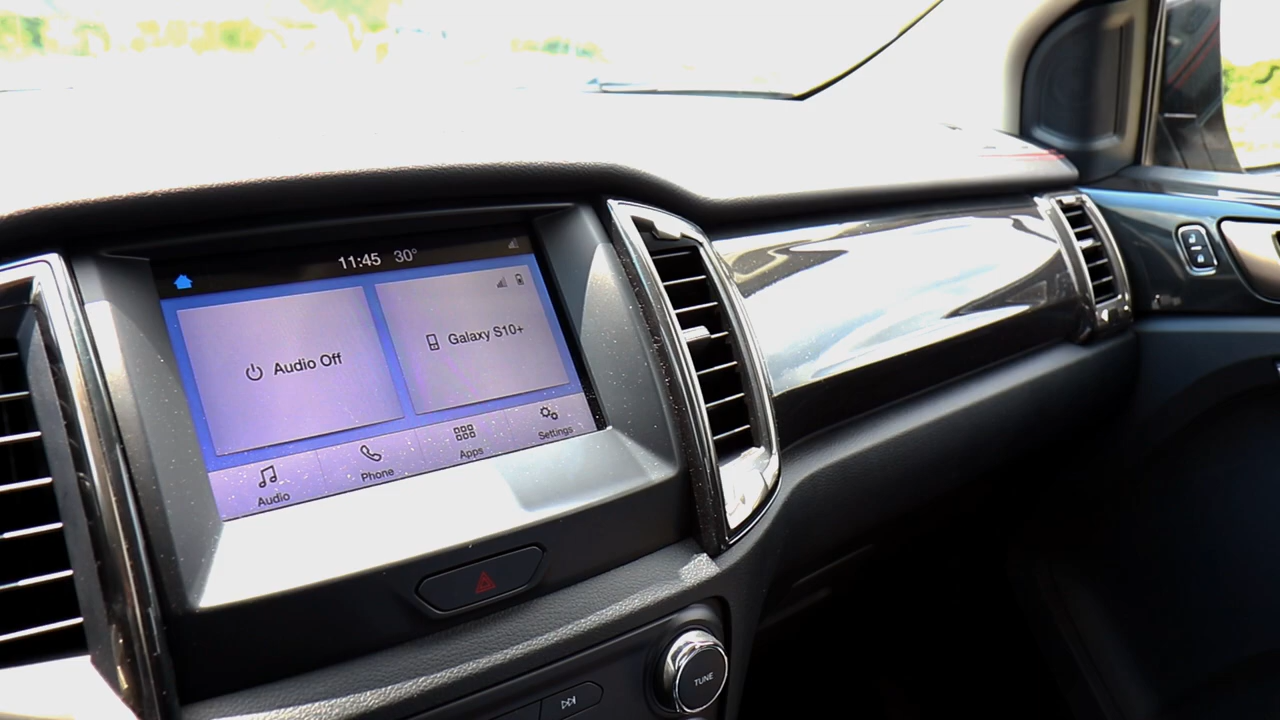 11:45 30°
Audio Off
Galaxy S10+
Audio
Phone
Apps
Settings
TUNE